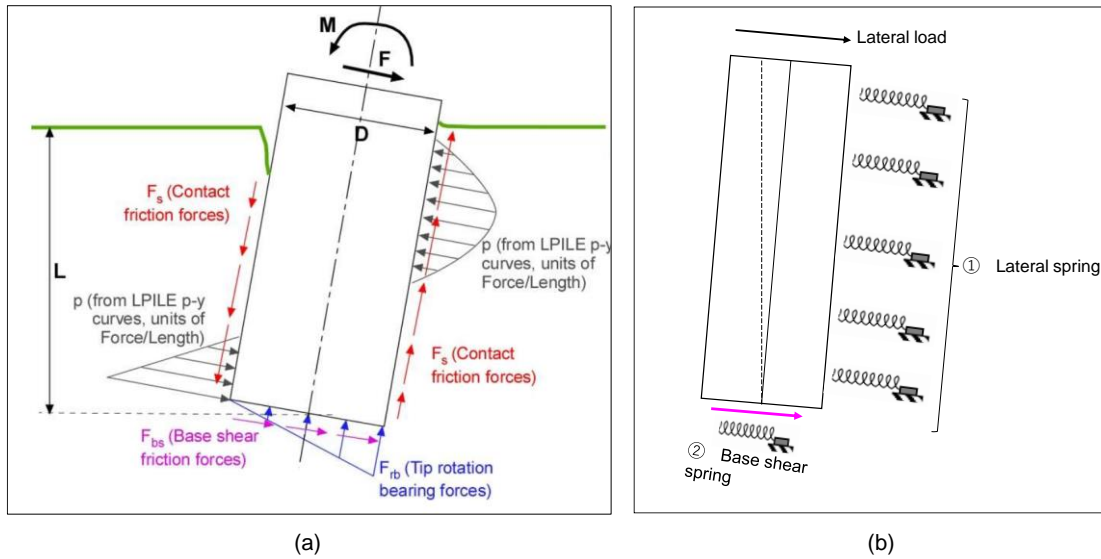 M
F
D
L
Fs (Contact
friction forces)
p (from LPILE p-y
curves, units of
Force/Length)
p (from LPILE p-y
curves, units of
Force/Length)
Fs (Contact
friction forces)
Fbs (Base shear
friction forces)
Frb (Tip rotation
bearing forces)
(a)
Lateral load
① Lateral spring
② Base shear
spring
(b)